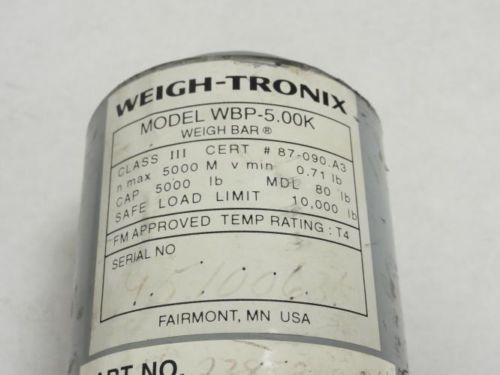 WEIGH-TRONIX
MODEL WBP-5.00K
WEIGH BAR®
CLASS III CERT # 87-090.A3
n max 5000 M v min 0.71 lb
CAP 5000 lb MDL 80 lb
SAFE LOAD LIMIT 10,000 lb
FM APPROVED TEMP RATING : T4
SERIAL NO
FAIRMONT, MN USA
PART NO.